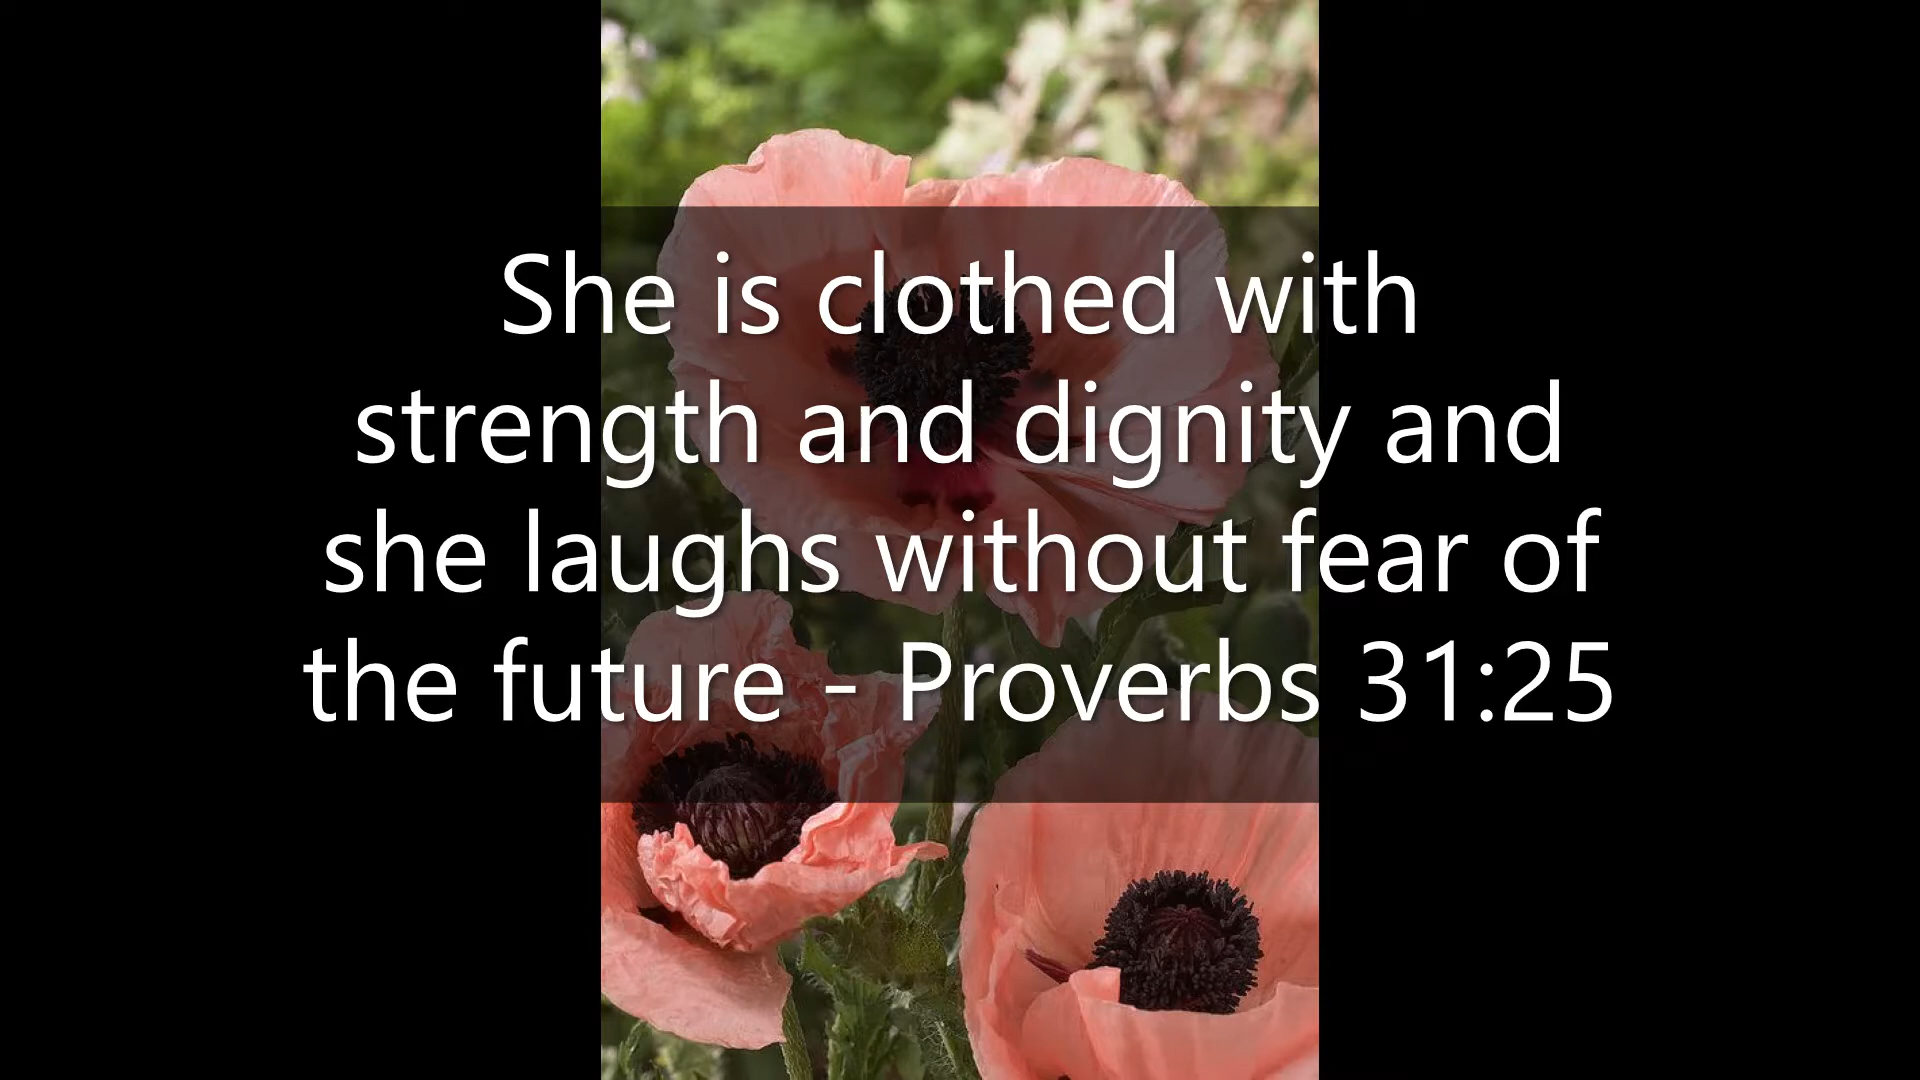 She is clothed with
strength and dignity and
she laughs without fear of
the future - Proverbs 31:25